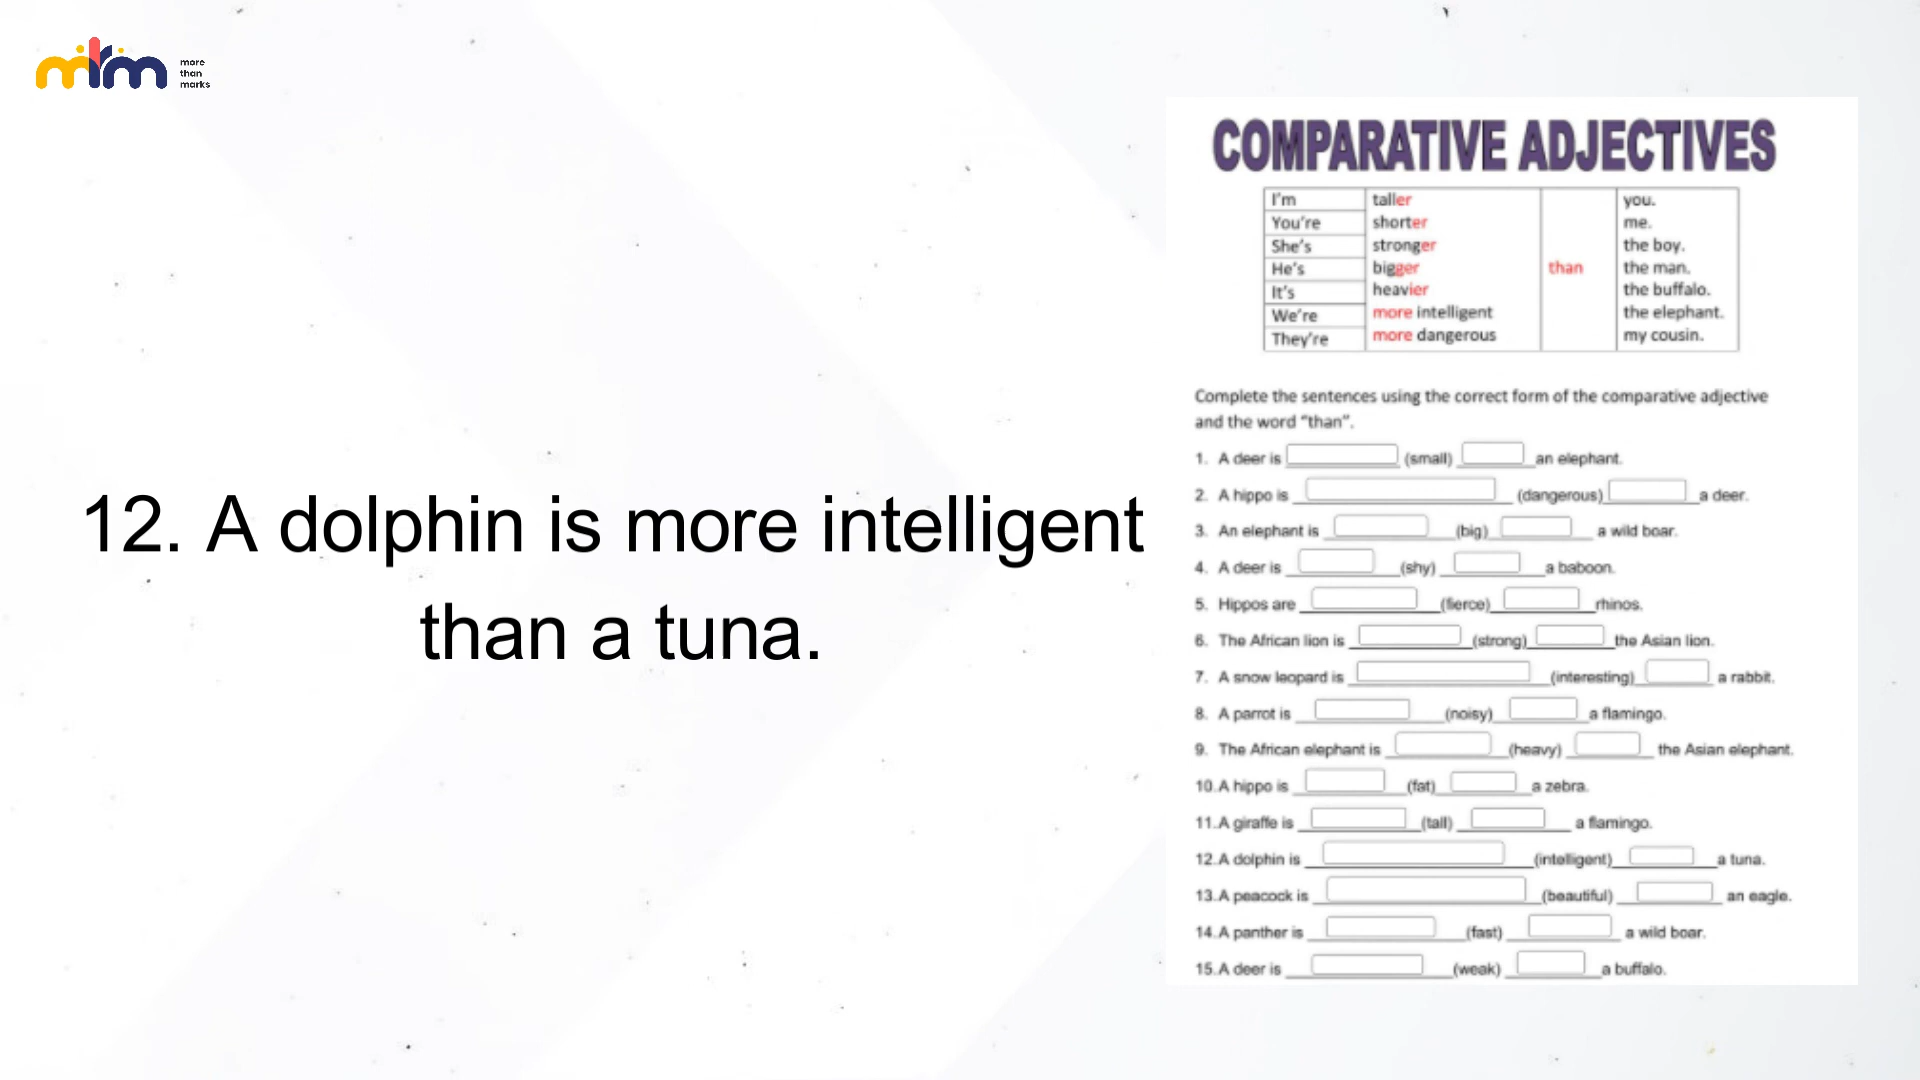 mtm
more
than
marks
12. A dolphin is more intelligent
than a tuna.
COMPARATIVE ADJECTIVES
I'm taller you.
You're shorter me.
She's stronger the boy.
He's bigger than the man.
It's heavier the buffalo.
We're more intelligent the elephant.
They're more dangerous my cousin.
Complete the sentences using the correct form of the comparative adjective
and the word "than".
1. A deer is (small) an elephant.
2. A hippo is (dangerous) a deer.
3. An elephant is (big) a wild boar.
4. A deer is (shy) a baboon.
5. Hippos are (fierce) rhinos.
6. The African lion is (strong) the Asian lion.
7. A snow leopard is (interesting) a rabbit.
8. A parrot is (noisy) a flamingo.
9. The African elephant is (heavy) the Asian elephant.
10.A hippo is (fat) a zebra.
11.A giraffe is (tall) a flamingo.
12.A dolphin is (intelligent) a tuna.
13.A peacock is (beautiful) an eagle.
14.A panther is (fast) a wild boar.
15.A deer is (weak) a buffalo.